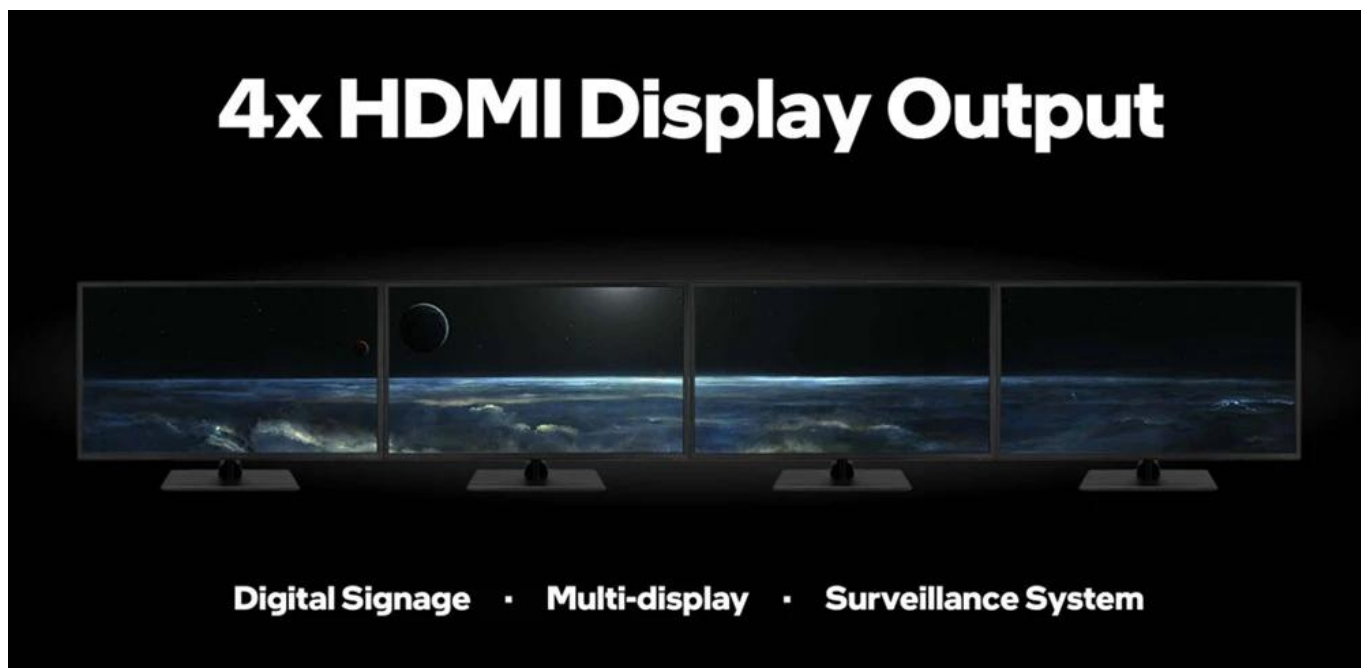 4x HDMI Display Output
Digital Signage · Multi-display · Surveillance System